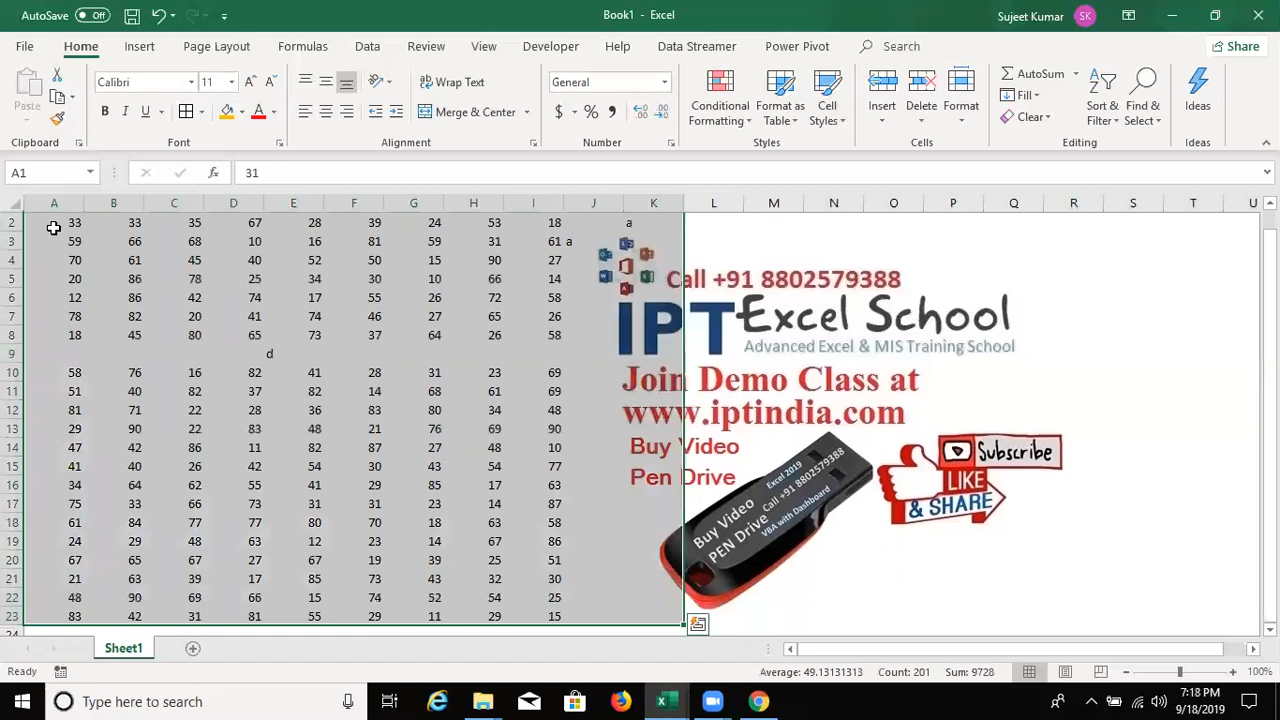 AutoSave Off Book1 - Excel Sujeet Kumar SK
File Home Insert Page Layout Formulas Data Review View Developer Help Data Streamer Power Pivot Search Share
Paste Calibri 11 Wrap Text General AutoSum
B I U Merge & Center $ % Conditional Formatting Format as Table Cell Styles Insert Delete Format Fill Clear Sort & Filter Find & Select Ideas
Clipboard Font Alignment Number Styles Cells Editing Ideas
A1 fx 31
A B C D E F G H I J K L M N O P Q R S T U
2 33 33 35 67 28 39 24 53 18 a
3 59 66 68 10 16 81 59 31 61 a
4 70 61 45 40 52 50 15 90 27
5 20 86 78 25 34 30 10 66 14
6 12 86 42 74 17 55 26 72 58
7 78 82 20 41 74 46 27 65 26
8 18 45 80 65 73 37 64 26 58
9 d
10 58 76 16 82 41 28 31 23 69
11 51 40 82 37 82 14 68 61 69
12 81 71 22 28 36 83 80 34 48
13 29 90 22 83 48 21 76 69 90
14 47 42 86 11 82 87 27 48 10
15 41 40 26 42 54 30 43 54 77
16 34 64 62 55 41 29 85 17 63
17 75 33 66 73 31 24 23 14 87
18 61 84 77 77 80 70 18 63 58
19 24 29 48 63 12 23 14 67 86
20 67 65 67 27 67 19 39 25 51
21 21 63 39 17 85 73 43 32 30
22 48 90 69 66 15 74 52 54 25
23 83 42 31 81 55 29 11 29 15
24
Call +91 8802579388
IPT Excel School
Advanced Excel & MIS Training School
Join Demo Class at
www.iptindia.com
Buy Video
Pen Drive
Buy Video
PEN Drive
Excel 2019
Call +91 8802579388
VBA with Dashboard
Subscribe
LIKE
& SHARE
Sheet1
Ready Average: 49.13131313 Count: 201 Sum: 9728 100%
Type here to search
7:18 PM
9/18/2019